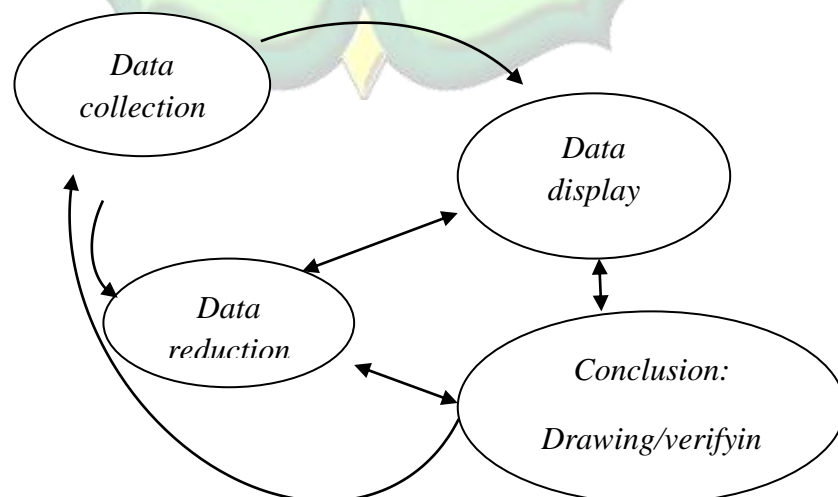 Data
collection
Data
display
Data
reduction
Conclusion:
Drawing/verifyin